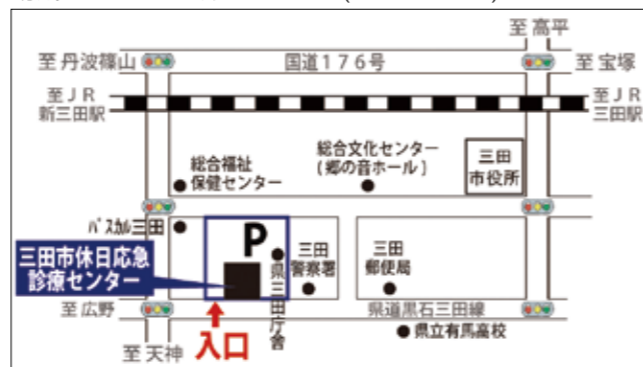 至 高平
至 丹波篠山
国道176号
至 宝塚
至JR
新三田駅
至JR
三田駅
総合福祉
保健センター
総合文化センター
(郷の音ホール)
三田
市役所
パスカル三田
P
三田市休日応急
診療センター
県三田庁舎
三田
警察署
三田
郵便局
至 広野
県道黒石三田線
入口
県立有馬高校
至 天神